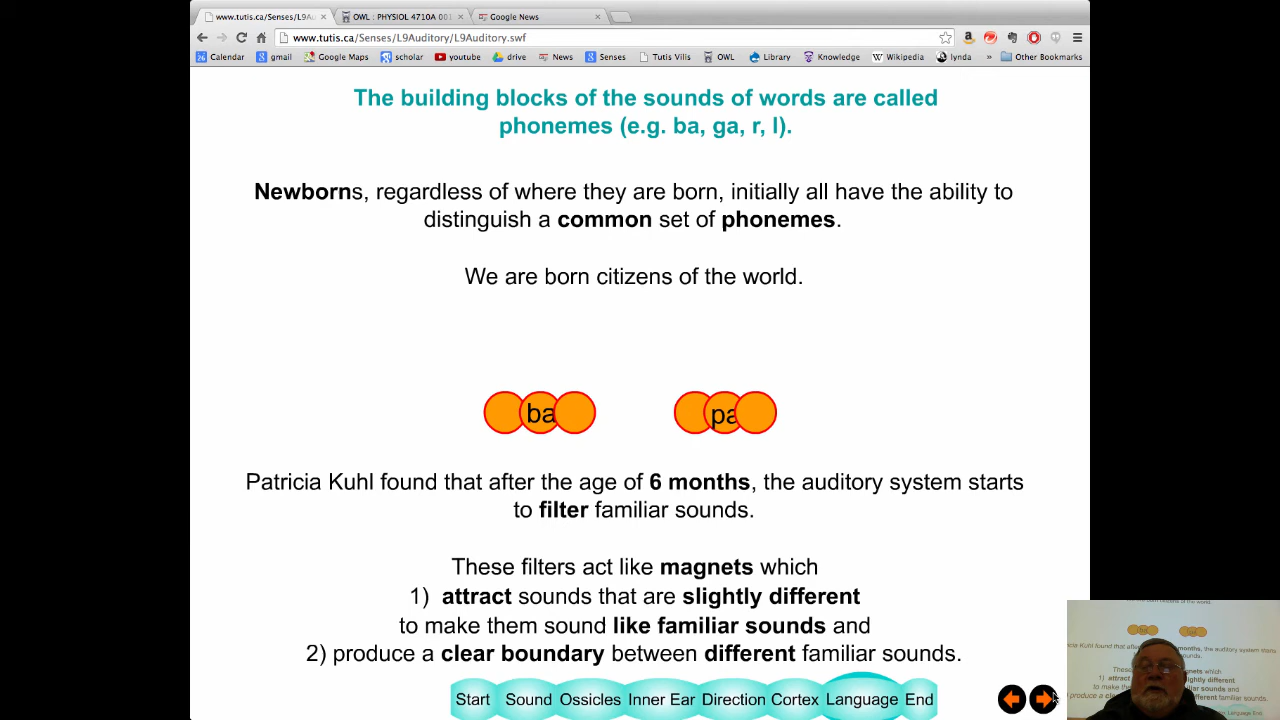 www.tutis.ca/Senses/L9Au
OWL : PHYSIOL 4710A 001
Google News
www.tutis.ca/Senses/L9Auditory/L9Auditory.swf
Calendar gmail Google Maps scholar youtube drive News Senses Tutis Vilis OWL Library Knowledge Wikipedia lynda » Other Bookmarks
The building blocks of the sounds of words are called
phonemes (e.g. ba, ga, r, l).
Newborns, regardless of where they are born, initially all have the ability to
distinguish a common set of phonemes.
We are born citizens of the world.
ba pa
Patricia Kuhl found that after the age of 6 months, the auditory system starts
to filter familiar sounds.
These filters act like magnets which
1) attract sounds that are slightly different
to make them sound like familiar sounds and
2) produce a clear boundary between different familiar sounds.
Start Sound Ossicles Inner Ear Direction Cortex Language End